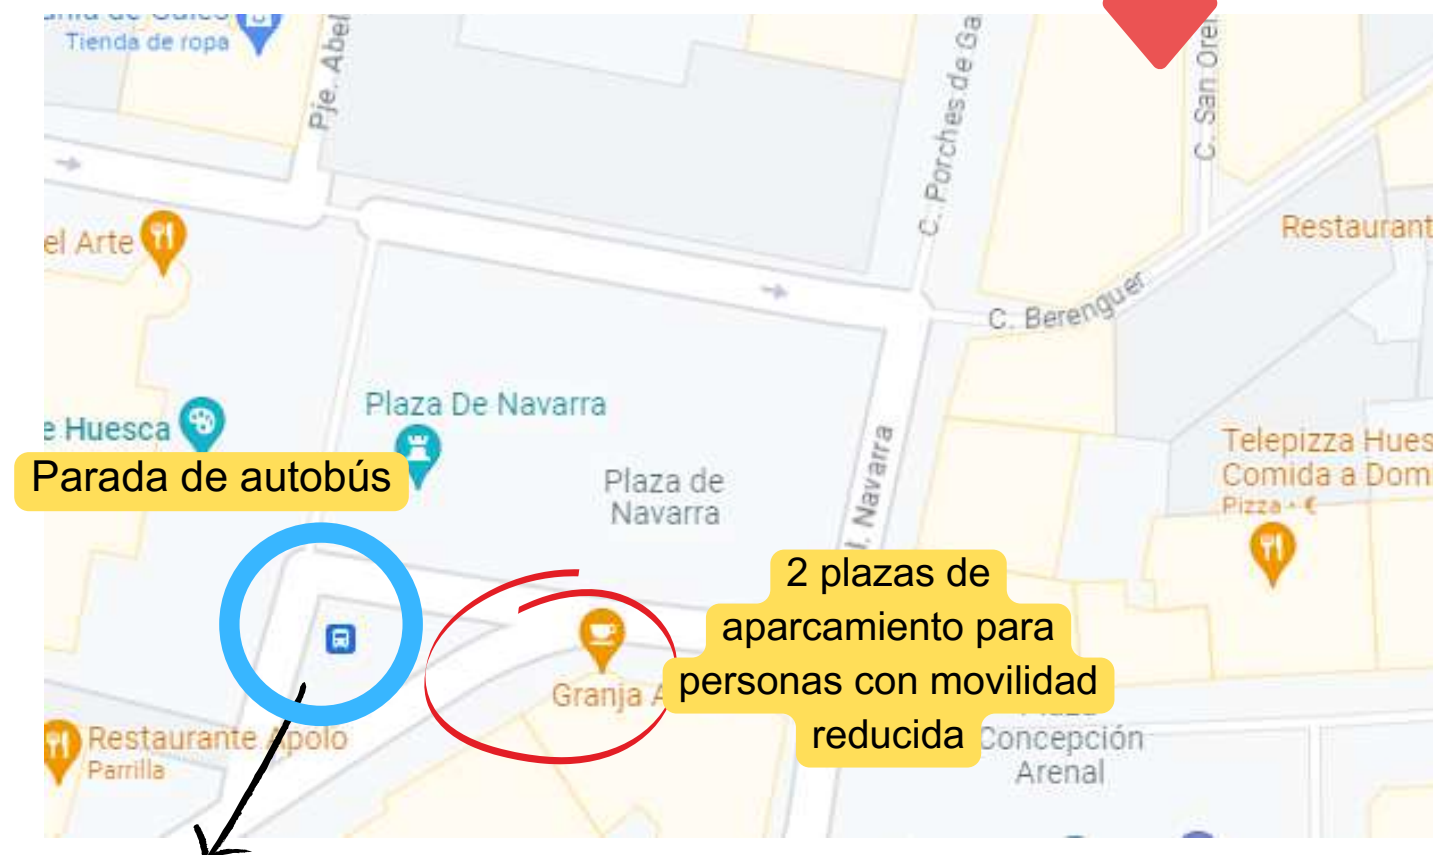 Tienda de ropa
Pje. Abel
C. Porches de Ga
C. San Orel
el Arte
Restaurant
C. Berenguer
Plaza De Navarra
e Huesca
Parada de autobús
Plaza de
Navarra
Navarra
Telepizza Hues
Comida a Dom
Pizza · €
2 plazas de
aparcamiento para
personas con movilidad
reducida
Granja A
Restaurante Apolo
Parrilla
Concepción
Arenal